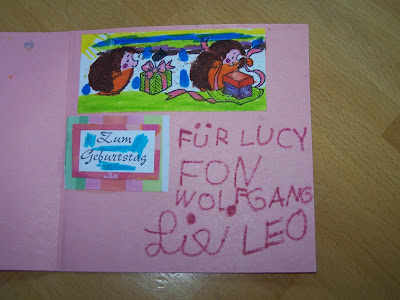 Zum
Geburtstag
FÜR LUCY
FON
WOLFGANG
LEO